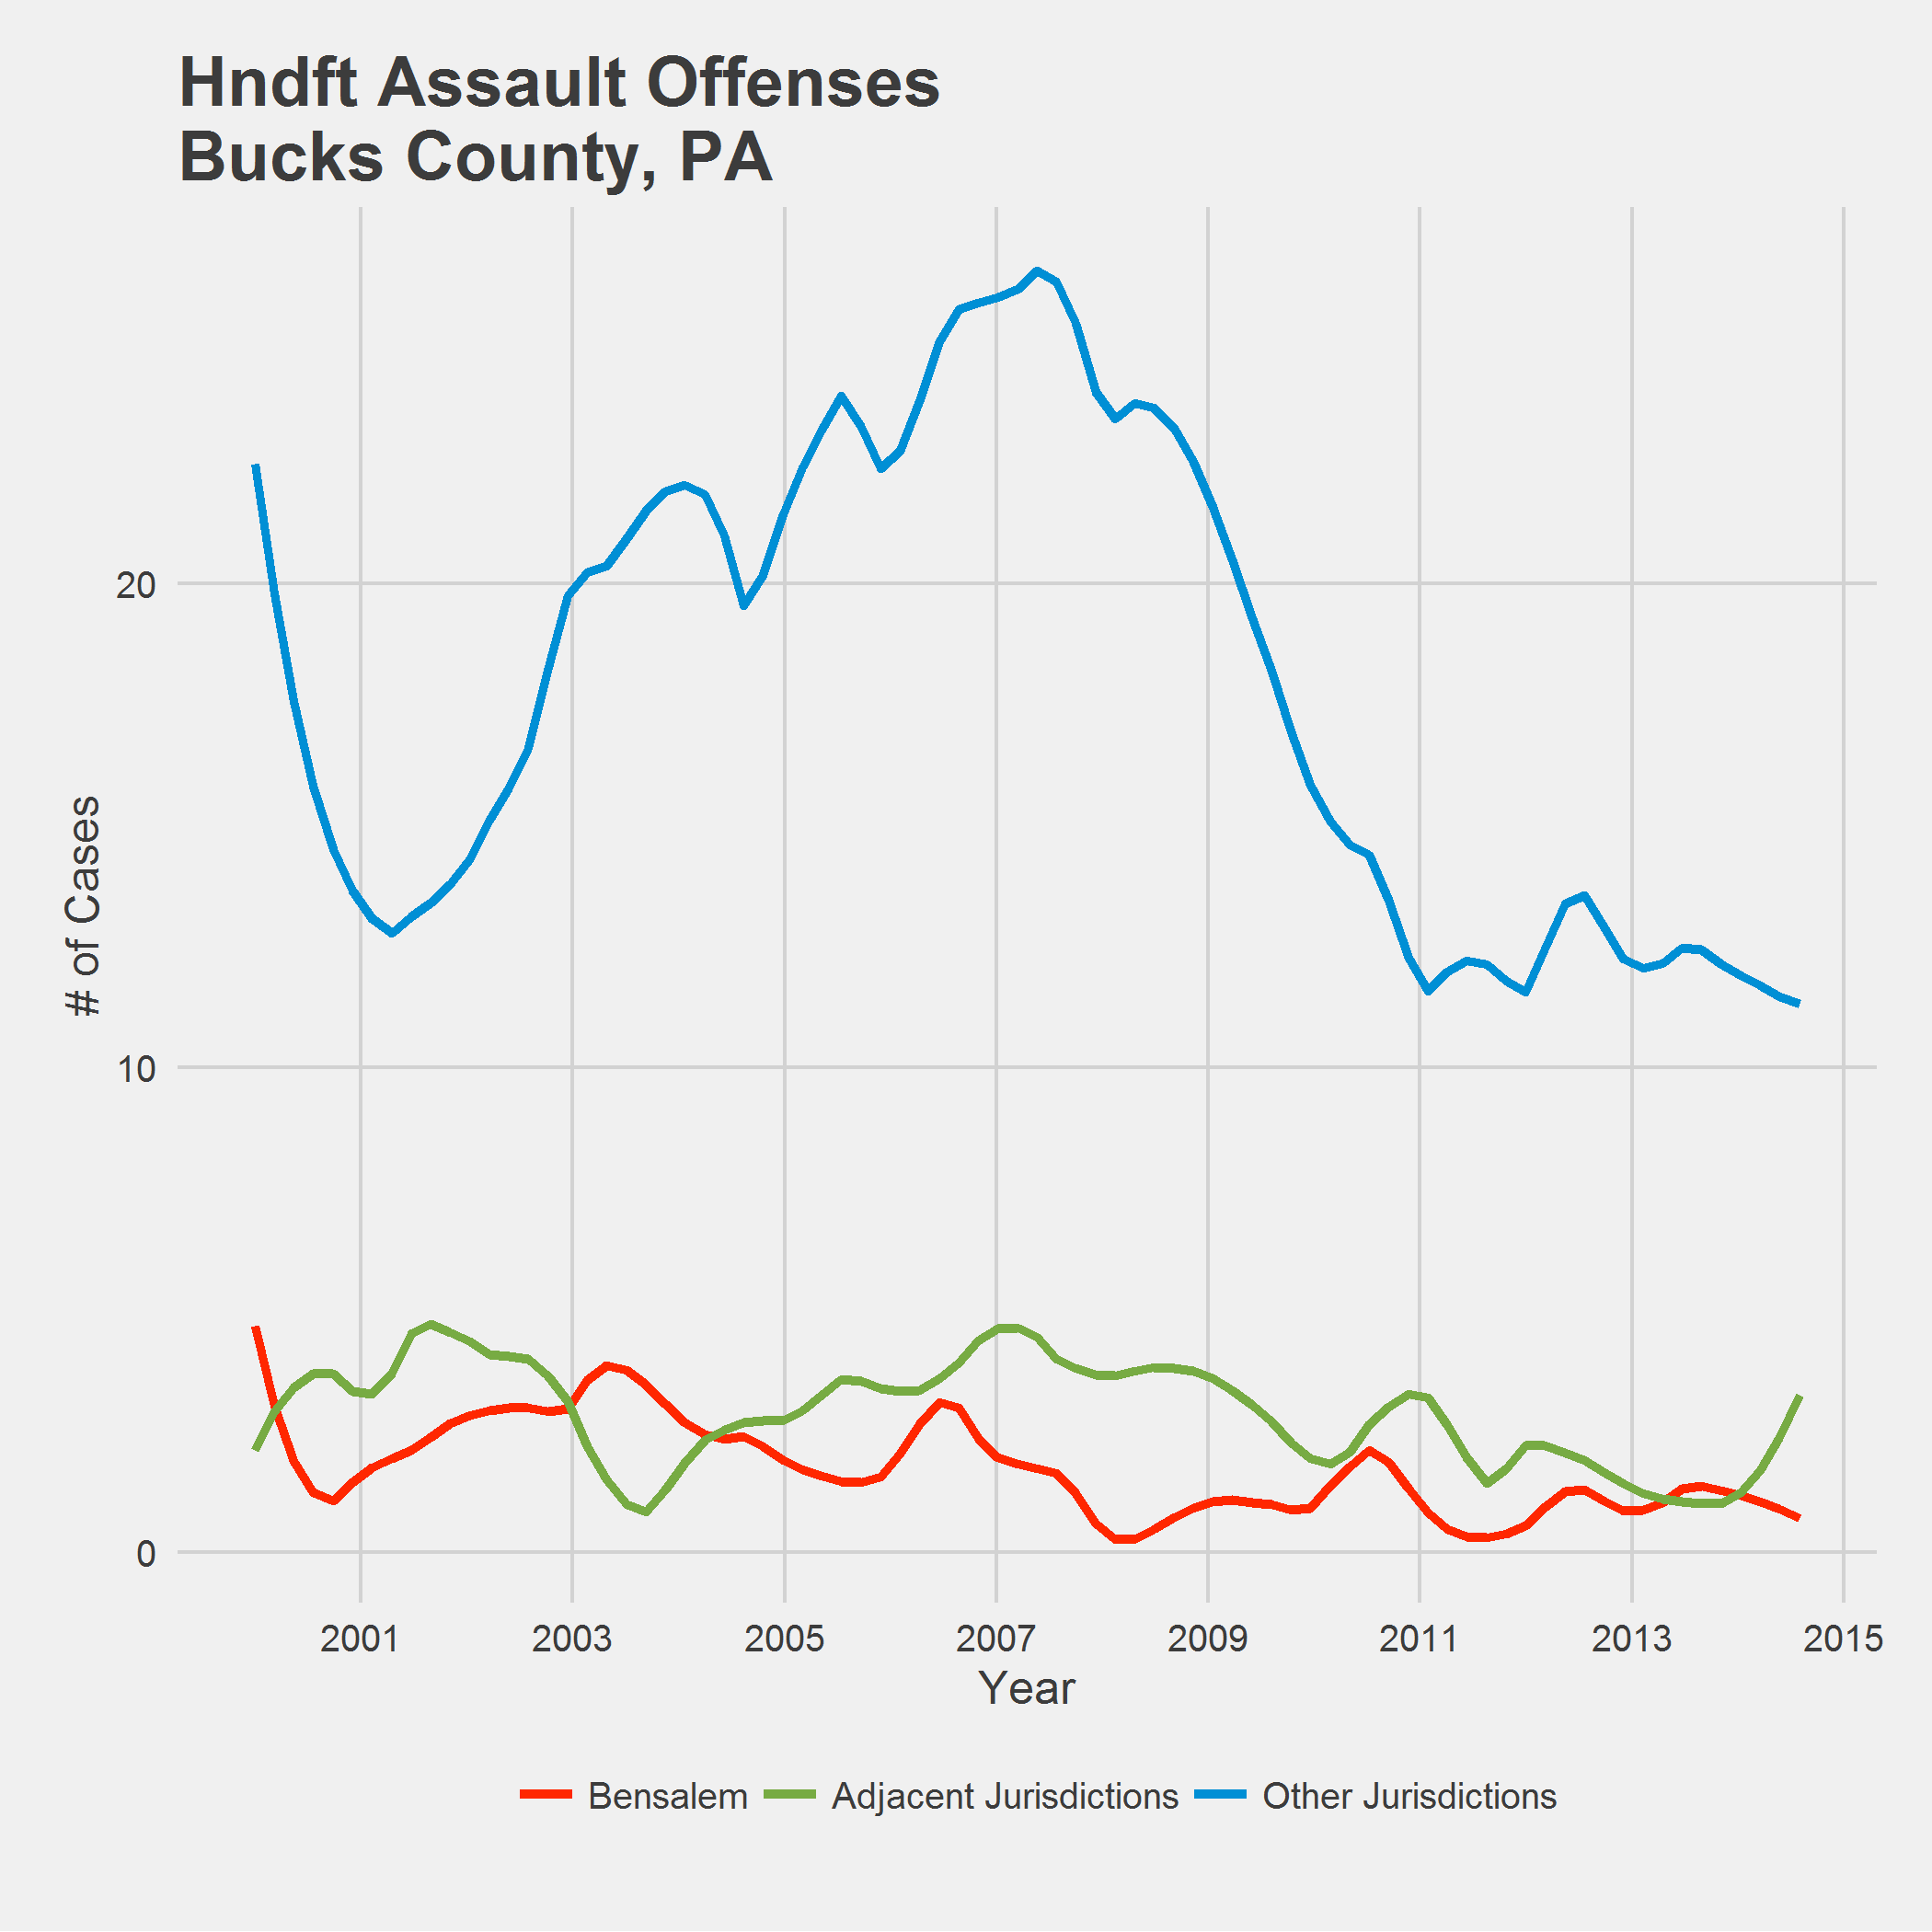 Hndft Assault Offenses
Bucks County, PA
# of Cases
20
10
0
2001 2003 2005 2007 2009 2011 2013 2015
Year
Bensalem Adjacent Jurisdictions Other Jurisdictions